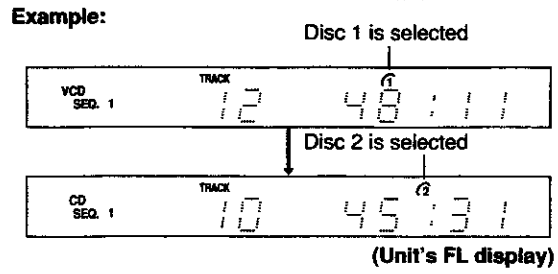 Example:
Disc 1 is selected
VCD TRACK 1
SEQ. 1 12 48 : 11
Disc 2 is selected
CD TRACK 2
SEQ. 1 10 45 : 31
(Unit's FL display)